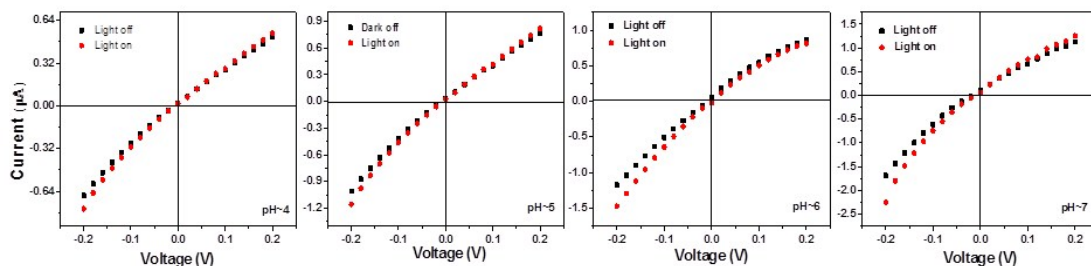 Current (µA)
0.64
0.32
0.00
-0.32
-0.64
Light off
Light on
pH~4
-0.2 -0.1 0.0 0.1 0.2
Voltage (V)
0.9
0.6
0.3
0.0
-0.4
-0.8
-1.2
Dark off
Light on
pH~5
-0.2 -0.1 0.0 0.1 0.2
Voltage (V)
1.0
0.5
0.0
-0.5
-1.0
-1.5
Light off
Light on
pH~6
-0.2 -0.1 0.0 0.1 0.2
Voltage (V)
1.5
1.0
0.5
0.0
-0.5
-1.0
-1.5
-2.0
-2.5
Light off
Light on
pH~7
-0.2 -0.1 0.0 0.1 0.2
Voltage (V)